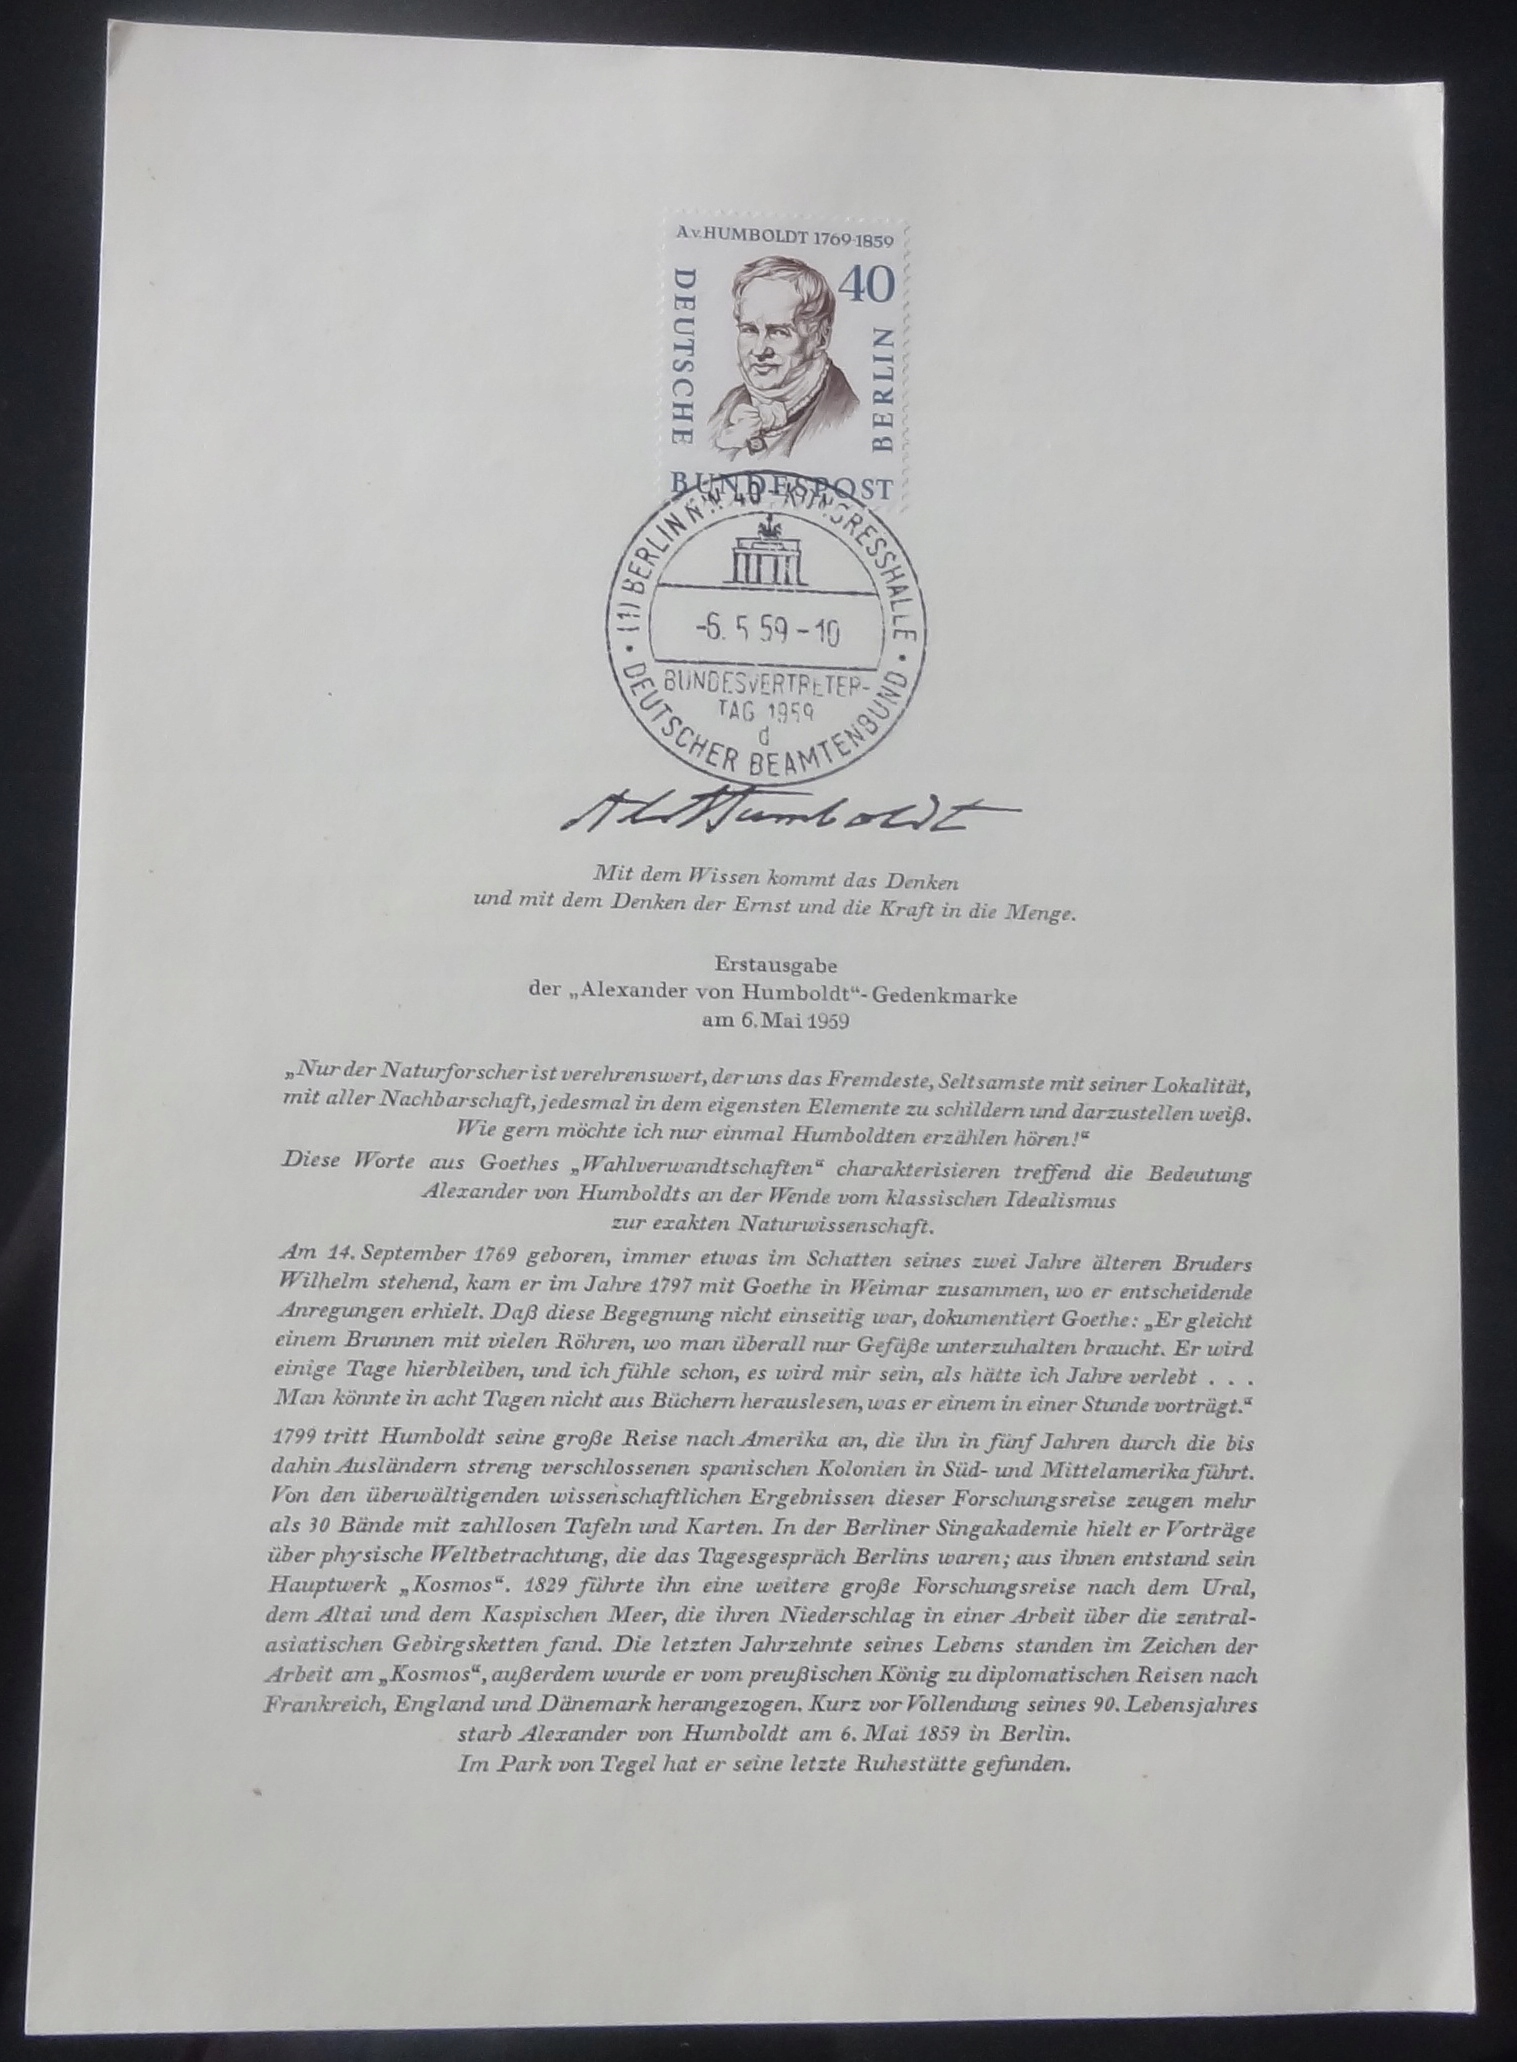 A.v.HUMBOLDT 1769-1859
40
DEUTSCHE
BERLIN
BUNDESPOST
(1) BERLIN NW 40 - KONGRESSHALLE
-6.5.59-10
BUNDESVERTRETER-
TAG 1959
d
DEUTSCHER BEAMTENBUND
Al Humboldt
Mit dem Wissen kommt das Denken
und mit dem Denken der Ernst und die Kraft in die Menge.
Erstausgabe
der „Alexander von Humboldt“-Gedenkmarke
am 6. Mai 1959
„Nur der Naturforscher ist verehrenswert, der uns das Fremdeste, Seltsamste mit seiner Lokalität,
mit aller Nachbarschaft, jedesmal in dem eigensten Elemente zu schildern und darzustellen weiß.
Wie gern möchte ich nur einmal Humboldten erzählen hören!“
Diese Worte aus Goethes „Wahlverwandtschaften“ charakterisieren treffend die Bedeutung
Alexander von Humboldts an der Wende vom klassischen Idealismus
zur exakten Naturwissenschaft.
Am 14. September 1769 geboren, immer etwas im Schatten seines zwei Jahre älteren Bruders
Wilhelm stehend, kam er im Jahre 1797 mit Goethe in Weimar zusammen, wo er entscheidende
Anregungen erhielt. Daß diese Begegnung nicht einseitig war, dokumentiert Goethe: „Er gleicht
einem Brunnen mit vielen Röhren, wo man überall nur Gefäße unterzuhalten braucht. Er wird
einige Tage hierbleiben, und ich fühle schon, es wird mir sein, als hätte ich Jahre verlebt . . .
Man könnte in acht Tagen nicht aus Büchern herauslesen, was er einem in einer Stunde vorträgt.“
1799 tritt Humboldt seine große Reise nach Amerika an, die ihn in fünf Jahren durch die bis
dahin Ausländern streng verschlossenen spanischen Kolonien in Süd- und Mittelamerika führt.
Von den überwältigenden wissenschaftlichen Ergebnissen dieser Forschungsreise zeugen mehr
als 30 Bände mit zahllosen Tafeln und Karten. In der Berliner Singakademie hielt er Vorträge
über physische Weltbetrachtung, die das Tagesgespräch Berlins waren; aus ihnen entstand sein
Hauptwerk „Kosmos“. 1829 führte ihn eine weitere große Forschungsreise nach dem Ural,
dem Altai und dem Kaspischen Meer, die ihren Niederschlag in einer Arbeit über die zentral-
asiatischen Gebirgsketten fand. Die letzten Jahrzehnte seines Lebens standen im Zeichen der
Arbeit am „Kosmos“, außerdem wurde er vom preußischen König zu diplomatischen Reisen nach
Frankreich, England und Dänemark herangezogen. Kurz vor Vollendung seines 90. Lebensjahres
starb Alexander von Humboldt am 6. Mai 1859 in Berlin.
Im Park von Tegel hat er seine letzte Ruhestätte gefunden.